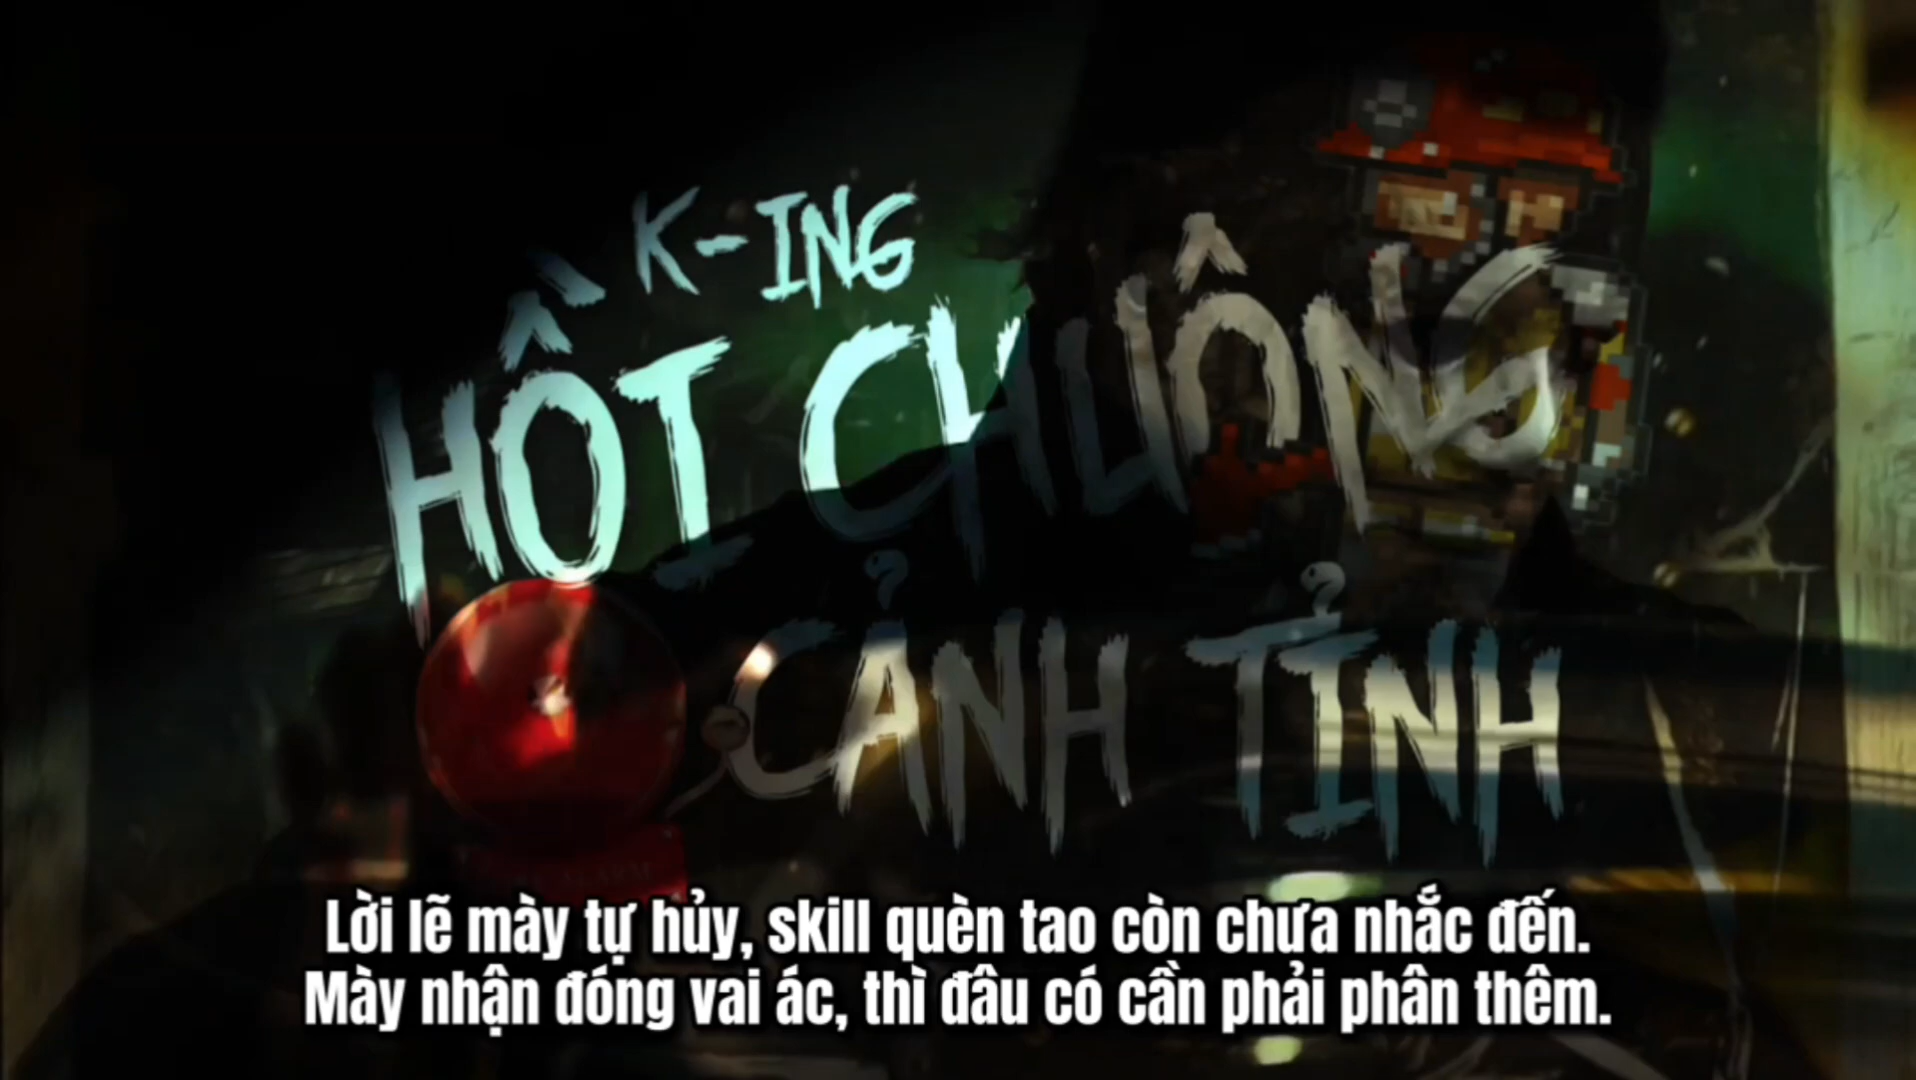 K-ING
HỒI CHUÔNG
CẢNH TỈNH
Lời lẽ mày tự hủy, skill quèn tao còn chưa nhắc đến.
Mày nhận đóng vai ác, thì đâu có cần phải phân thêm.